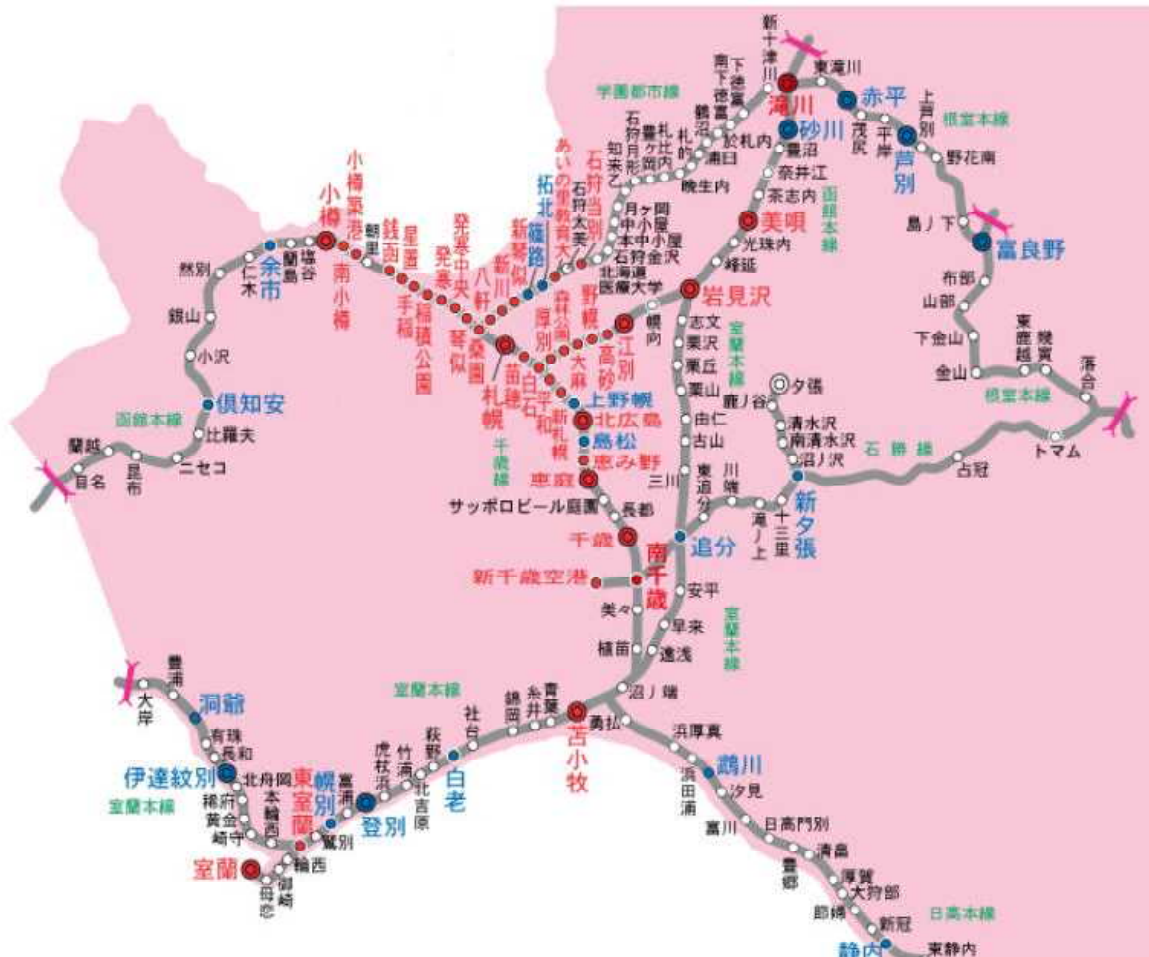 新十津川
下徳富
南下徳富
東滝川
滝川
赤平
上芦別
根室本線
学園都市線
鶴沼
於札内
浦臼
札的
晩生内
札比内
豊ヶ岡
石狩月形
知来乙
砂川
豊沼
奈井江
茶志内
函館本線
茂尻
平岸
芦別
野花南
島ノ下
富良野
布部
山部
下金山
金山
東鹿越
幾寅
落合
根室本線
美唄
光珠内
峰延
岩見沢
月ヶ岡
中小屋
本中小屋
石狩金沢
北海道医療大学
石狩当別
石狩太美
あいの里教育大
拓北
篠路
新琴似
新川
八軒
小樽
小樽築港
南小樽
朝里
銭函
星置
手稲
稲積公園
発寒
発寒中央
琴似
桑園
札幌
苗穂
白石
厚別
森林公園
大麻
野幌
高砂
江別
幌向
平和
新札幌
上野幌
北広島
島松
恵み野
恵庭
サッポロビール庭園
長都
千歳
千歳線
南千歳
新千歳空港
美々
植苗
塩谷
蘭島
余市
仁木
然別
銀山
小沢
倶知安
函館本線
比羅夫
ニセコ
昆布
蘭越
目名
志文
栗沢
栗丘
栗山
室蘭本線
由仁
古山
三川
追分
東追分
川端
滝ノ上
十三里
新夕張
夕張
鹿ノ谷
清水沢
南清水沢
沼ノ沢
石勝線
占冠
トマム
安平
早来
遠浅
室蘭本線
沼ノ端
勇払
苫小牧
青葉
糸井
錦岡
社台
白老
萩野
北吉原
竹浦
虎杖浜
登別
富浦
幌別
鷲別
東室蘭
輪西
御崎
母恋
室蘭
室蘭本線
本輪西
崎守
黄金
稀府
北舟岡
伊達紋別
長和
有珠
洞爺
豊浦
大岸
室蘭本線
浜厚真
浜田浦
鵡川
汐見
富川
日高門別
豊郷
清畠
厚賀
大狩部
節婦
新冠
日高本線
静内
東静内